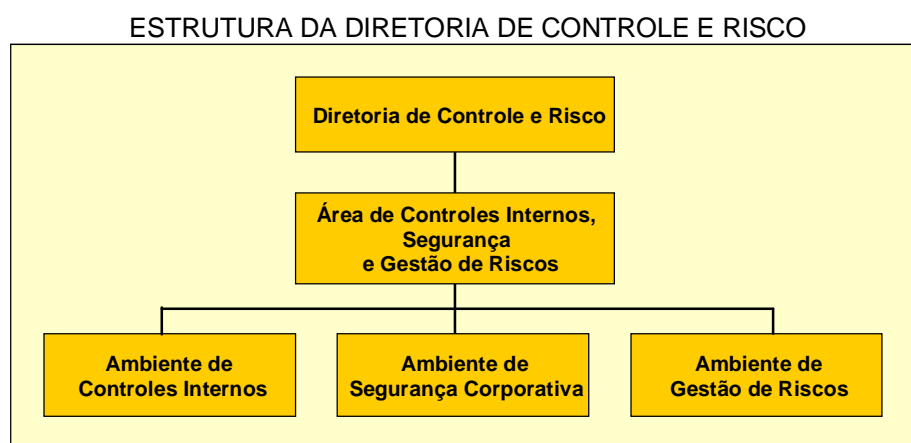 ESTRUTURA DA DIRETORIA DE CONTROLE E RISCO
Diretoria de Controle e Risco
Área de Controles Internos,
Segurança
e Gestão de Riscos
Ambiente de
Controles Internos
Ambiente de
Segurança Corporativa
Ambiente de
Gestão de Riscos